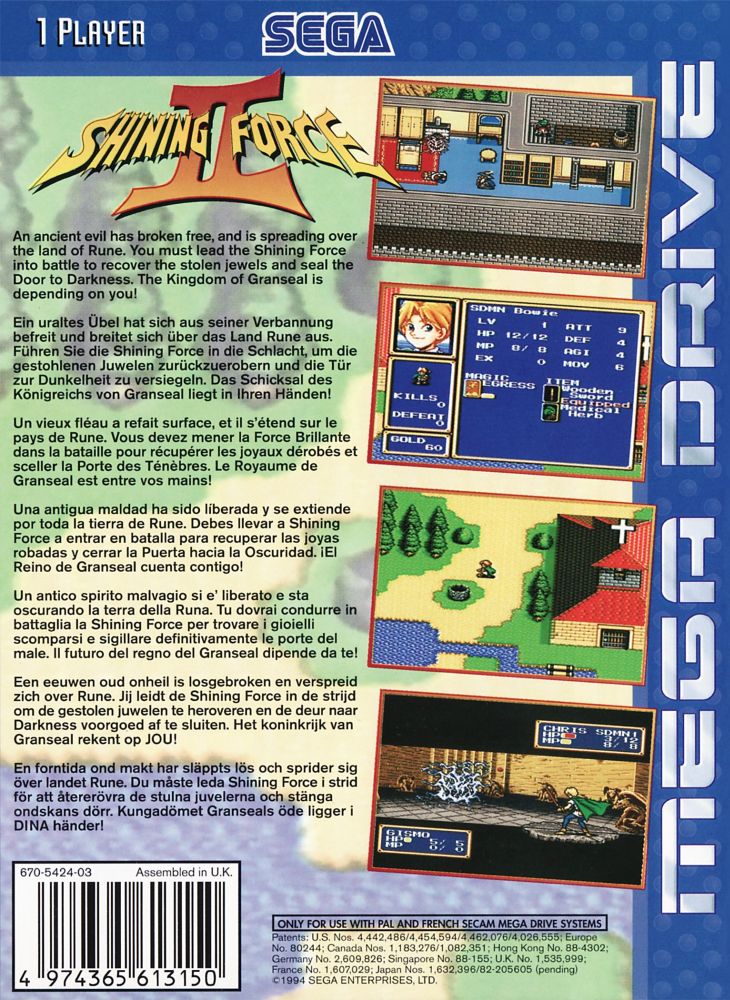 1 PLAYER
SEGA
SHINING FORCE II
An ancient evil has broken free, and is spreading over
the land of Rune. You must lead the Shining Force
into battle to recover the stolen jewels and seal the
Door to Darkness. The Kingdom of Granseal is
depending on you!
Ein uraltes Übel hat sich aus seiner Verbannung
befreit und breitet sich über das Land Rune aus.
Führen Sie die Shining Force in die Schlacht, um die
gestohlenen Juwelen zurückzuerobern und die Tür
zur Dunkelheit zu versiegeln. Das Schicksal des
Königreichs von Granseal liegt in Ihren Händen!
Un vieux fléau a refait surface, et il s'étend sur le
pays de Rune. Vous devez mener la Force Brillante
dans la bataille pour récupérer les joyaux dérobés et
sceller la Porte des Ténèbres. Le Royaume de
Granseal est entre vos mains!
Una antigua maldad ha sido liberada y se extiende
por toda la tierra de Rune. Debes llevar a Shining
Force a entrar en batalla para recuperar las joyas
robadas y cerrar la Puerta hacia la Oscuridad. ¡El
Reino de Granseal cuenta contigo!
Un antico spirito malvagio si e' liberato e sta
oscurando la terra della Runa. Tu dovrai condurre in
battaglia la Shining Force per trovare i gioielli
scomparsi e sigillare definitivamente le porte del
male. Il futuro del regno del Granseal dipende da te!
Een eeuwen oud onheil is losgebroken en verspreid
zich over Rune. Jij leidt de Shining Force in de strijd
om de gestolen juwelen te heroveren en de deur naar
Darkness voorgoed af te sluiten. Het koninkrijk van
Granseal rekent op JOU!
En forntida ond makt har släppts lös och sprider sig
över landet Rune. Du måste leda Shining Force i strid
för att återerövra de stulna juvelerna och stänga
ondskans dörr. Kungadömet Granseals öde ligger i
DINA händer!
SDMN Bowie
LV 1 ATT 9
HP 12/12 DEF 4
MP 8/ 8 AGI 4
EX 0 MOV 6
MAGIC ITEM
EGRESS Wooden
Sword
Equipped
Medical
Herb
KILLS
0
DEFEAT
0
GOLD
60
CHRIS SDMN1
HP 3/12
MP 8/ 8
GISMO
HP 5/ 5
MP 0/ 0
MEGA DRIVE
670-5424-03 Assembled in U.K.
4 974365 613150
ONLY FOR USE WITH PAL AND FRENCH SECAM MEGA DRIVE SYSTEMS
Patents: U.S. Nos. 4,442,486/4,454,594/4,462,076/4,026,555; Europe
No. 80244; Canada Nos. 1,183,276/1,082,351; Hong Kong No. 88-4302;
Germany No. 2,609,826; Singapore No. 88-155; U.K. No. 1,535,999;
France No. 1,607,029; Japan Nos. 1,632,396/82-205605 (pending)
©1994 SEGA ENTERPRISES, LTD.